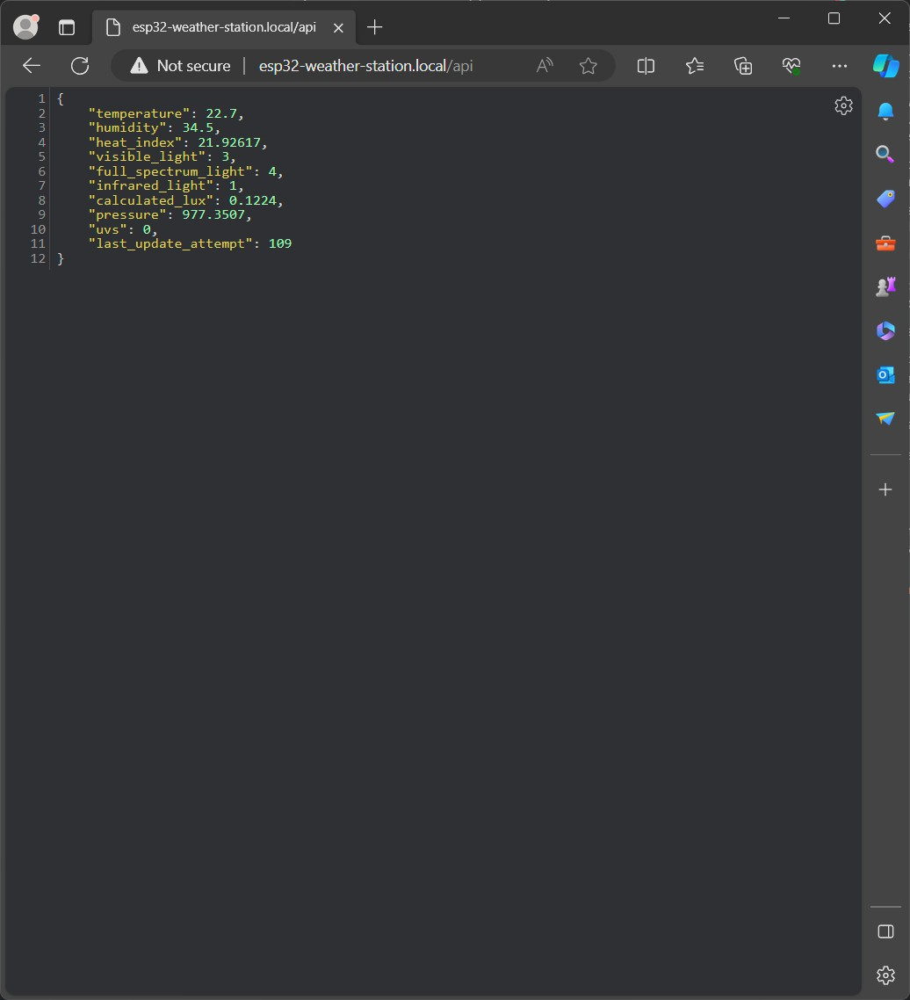 esp32-weather-station.local/api
Not secure
esp32-weather-station.local/api
1 {
2 "temperature": 22.7,
3 "humidity": 34.5,
4 "heat_index": 21.92617,
5 "visible_light": 3,
6 "full_spectrum_light": 4,
7 "infrared_light": 1,
8 "calculated_lux": 0.1224,
9 "pressure": 977.3507,
10 "uvs": 0,
11 "last_update_attempt": 109
12 }